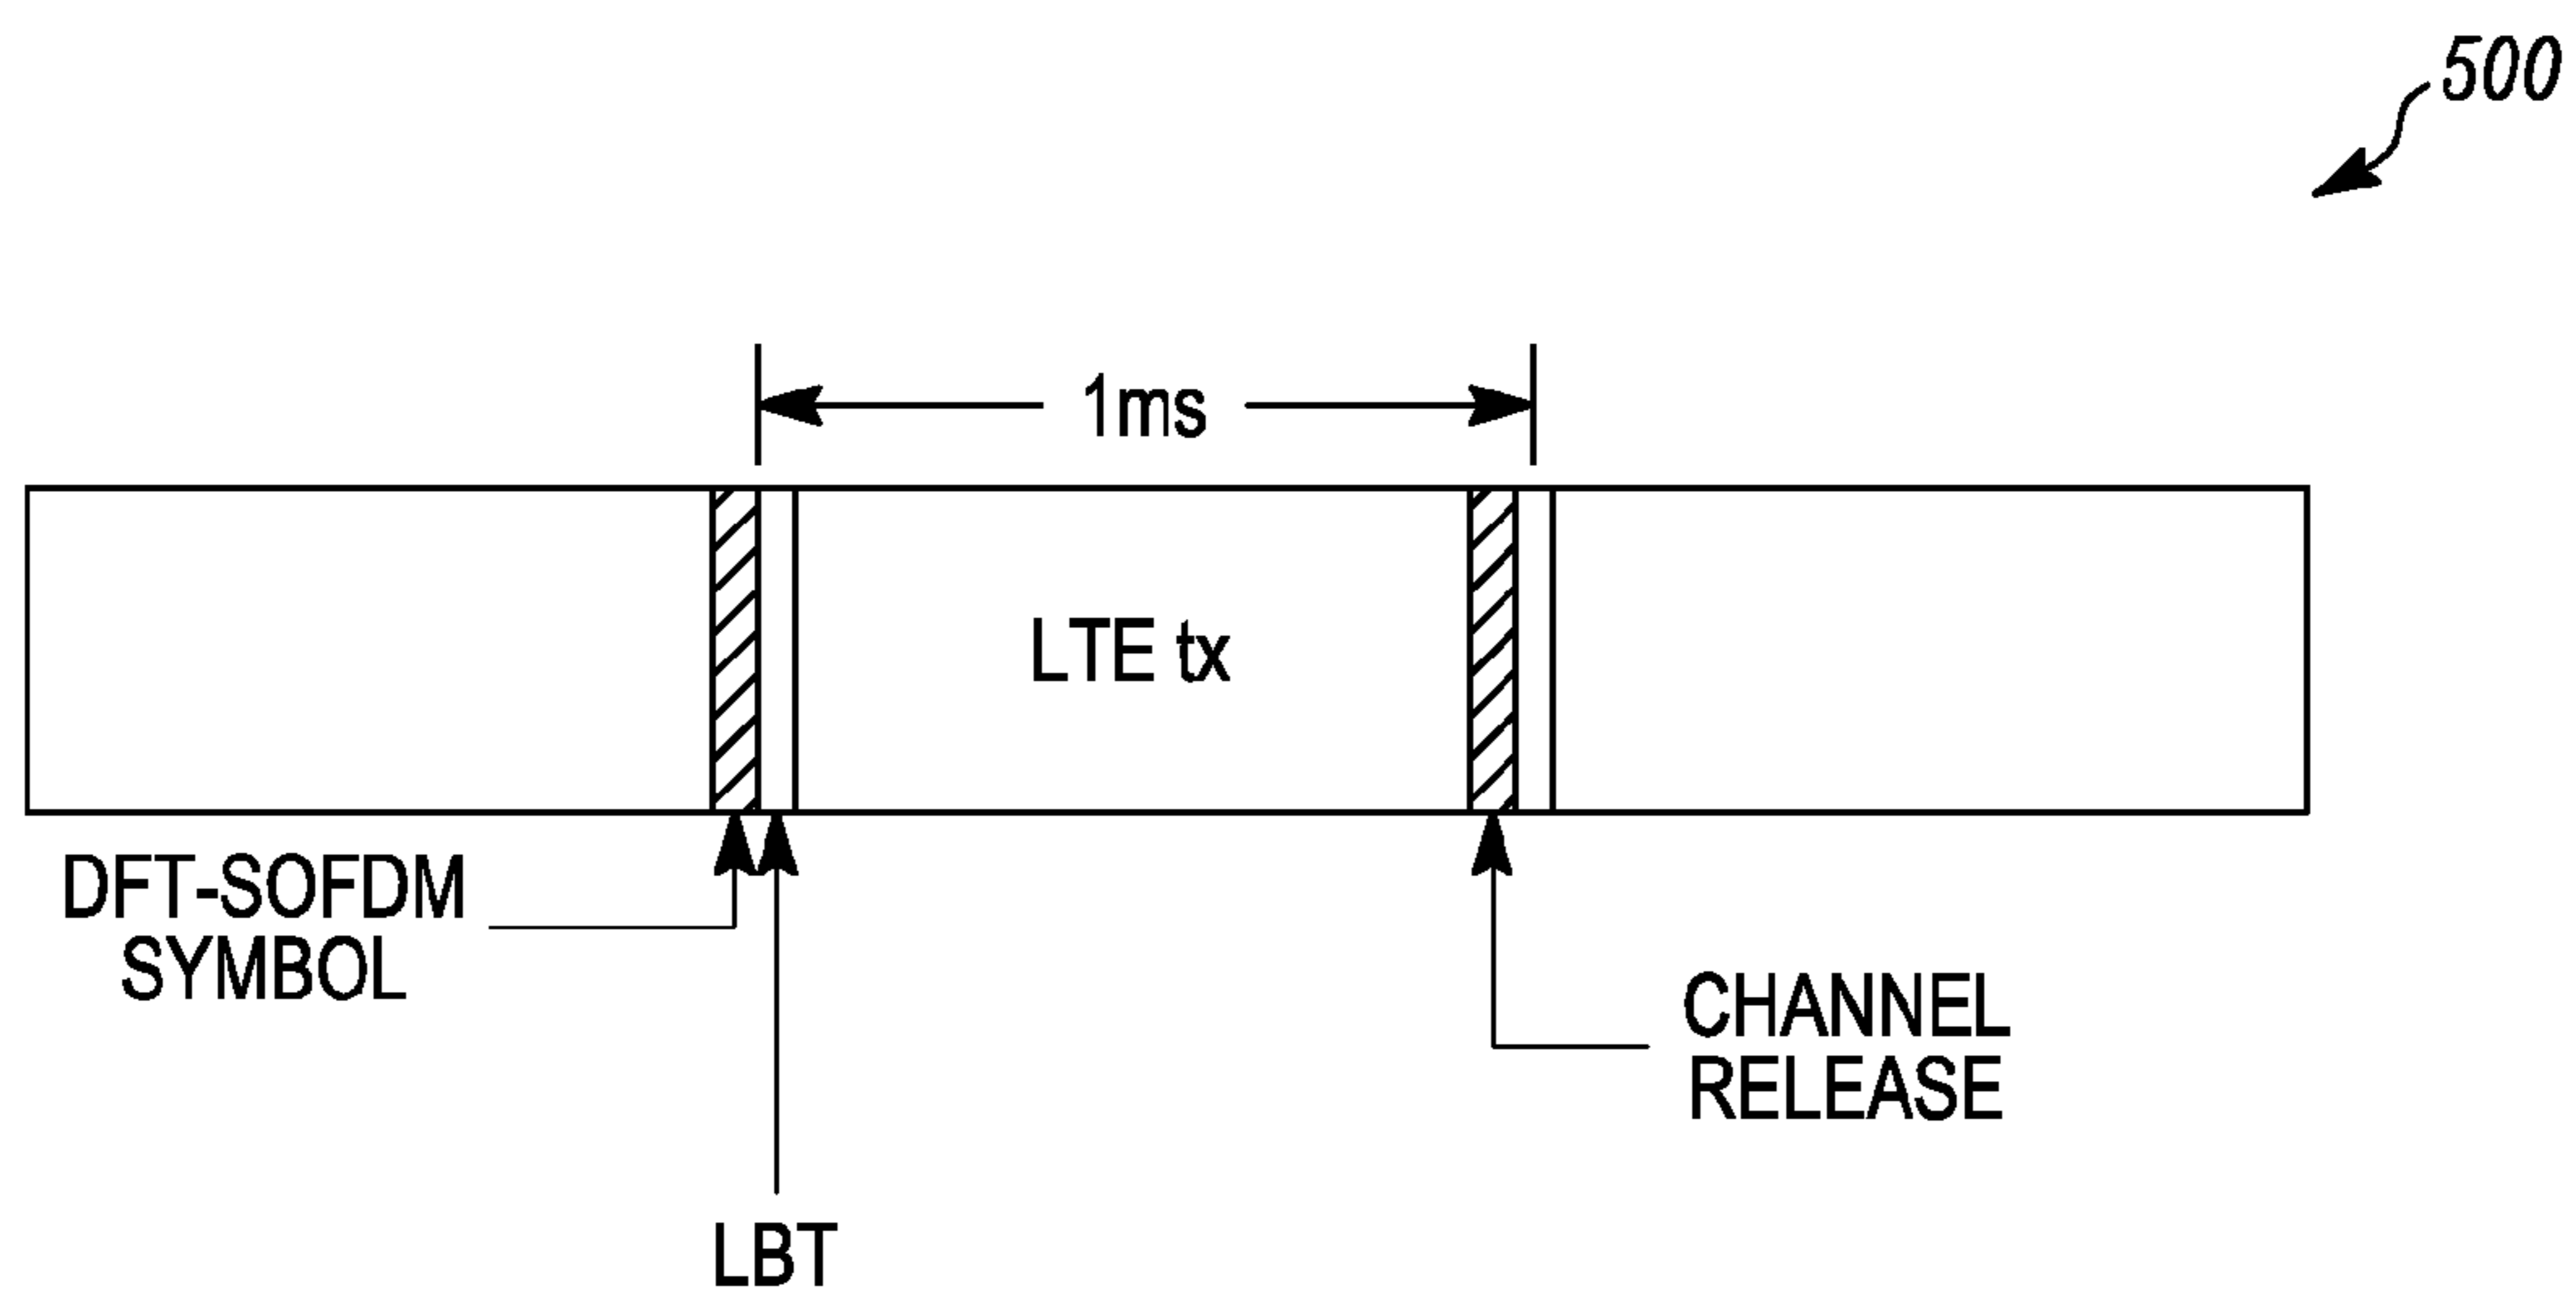 500
1ms
LTE tx
DFT-SOFDM
SYMBOL
CHANNEL
RELEASE
LBT